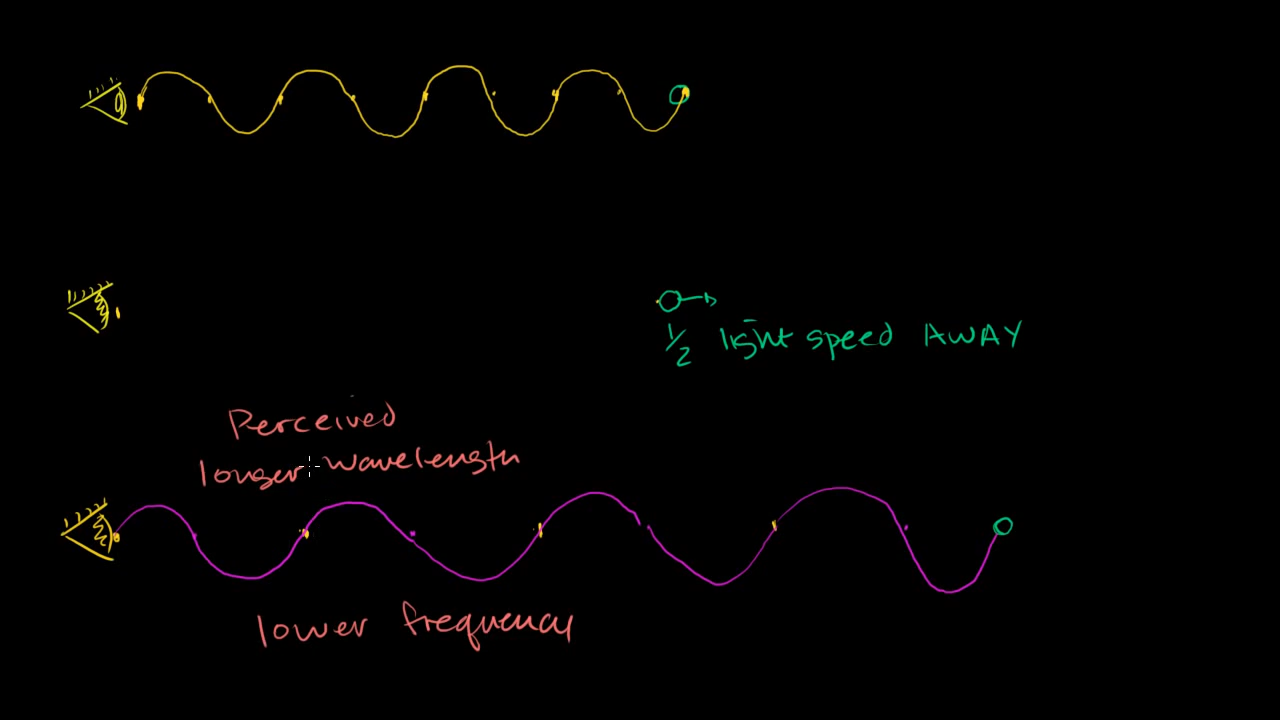 1/2 light speed AWAY
Perceived
longer wavelength
lower frequency